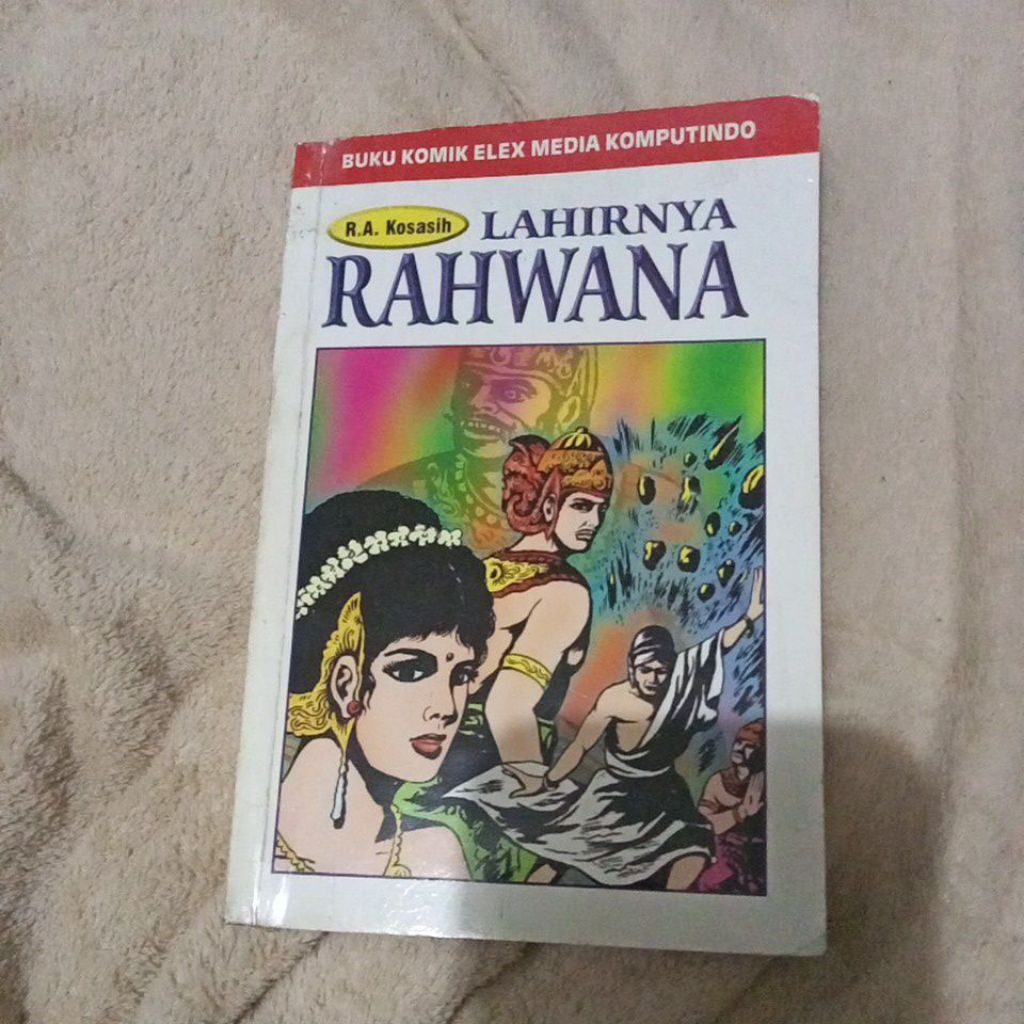 BUKU KOMIK ELEX MEDIA KOMPUTINDO
R.A. Kosasih
LAHIRNYA
RAHWANA